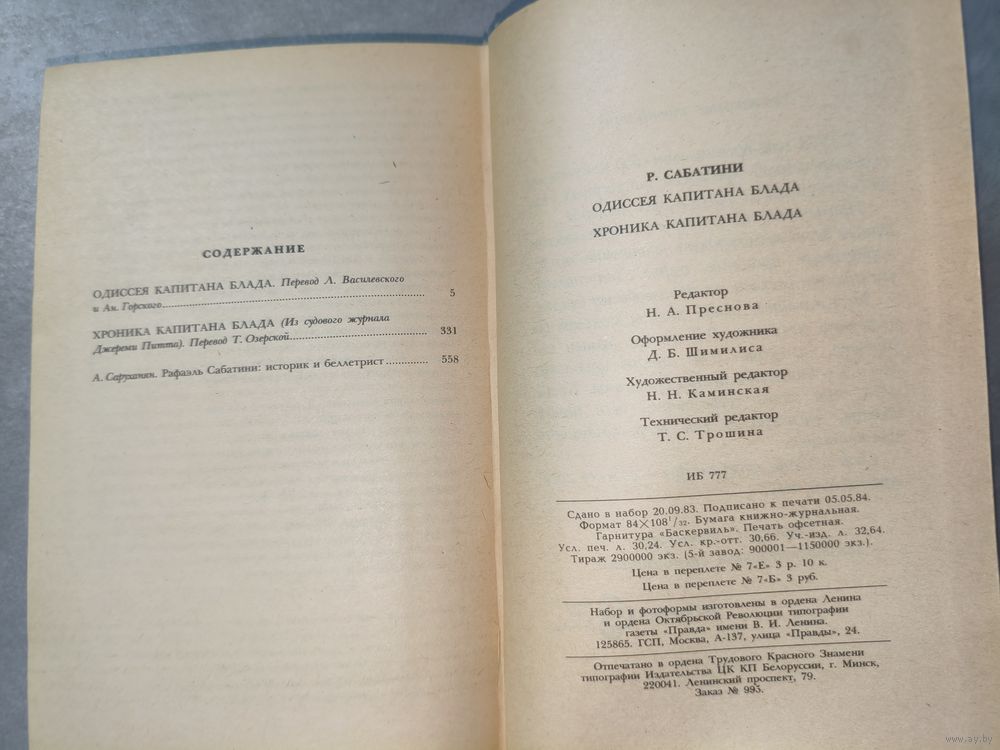 СОДЕРЖАНИЕ
ОДИССЕЯ КАПИТАНА БЛАДА. Перевод Л. Василевского
и Ан. Горского.......... 5
ХРОНИКА КАПИТАНА БЛАДА (Из судового журнала
Джереми Питта). Перевод Т. Озерской.......... 331
А. Саруханян. Рафаэль Сабатини: историк и беллетрист .......... 558
Р. САБАТИНИ
ОДИССЕЯ КАПИТАНА БЛАДА
ХРОНИКА КАПИТАНА БЛАДА
Редактор
Н. А. Преснова
Оформление художника
Д. Б. Шимилиса
Художественный редактор
Н. Н. Каминская
Технический редактор
Т. С. Трошина
ИБ 777
Сдано в набор 20.09.83. Подписано к печати 05.05.84.
Формат 84×108¹/₃₂. Бумага книжно-журнальная.
Гарнитура «Баскервиль». Печать офсетная.
Усл. печ. л. 30,24. Усл. кр.-отт. 30,66. Уч.-изд. л. 32,64.
Тираж 2900000 экз. (5-й завод: 900001—1150000 экз.).
Цена в переплете № 7«Е» 3 р. 10 к.
Цена в переплете № 7«Б» 3 руб.
Набор и фотоформы изготовлены в ордена Ленина
и ордена Октябрьской Революции типографии
газеты «Правда» имени В. И. Ленина.
125865. ГСП, Москва, А-137, улица «Правды», 24.
Отпечатано в ордена Трудового Красного Знамени
типографии Издательства ЦК КП Белоруссии, г. Минск,
220041. Ленинский проспект, 79.
Заказ № 995.
www.ay.by